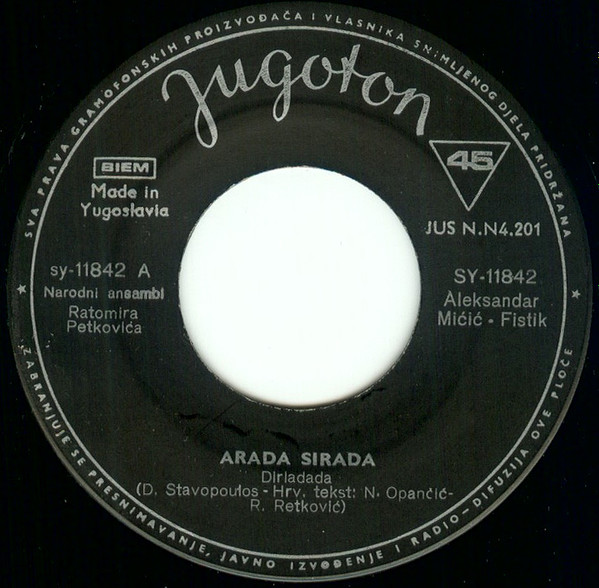 SVA PRAVA GRAMOFONSKIH PROIZVOĐAČA I VLASNIKA SNIMLJENOG DJELA PRIDRŽANA
Jugoton
45
BIEM
Made in
Yugoslavia
JUS N.N4.201
sy-11842 A
Narodni ansambl
Ratomira
Petkovića
SY-11842
Aleksandar
Mićić - Fistik
ARADA SIRADA
Dirladada
(D. Stavopoulos - Hrv. tekst: N. Opančić-
R. Retković)
★ ZABRANJUJE SE PRESNIMAVANJE, JAVNO IZVOĐENJE I RADIO-DIFUZIJA OVE PLOČE ★